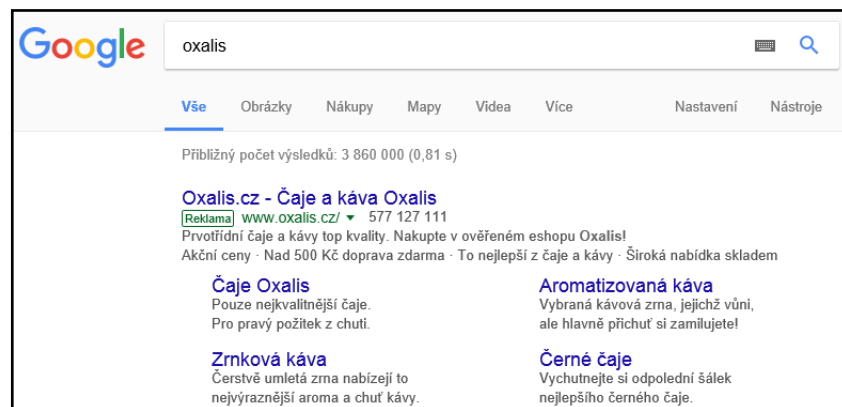 Google
oxalis
Vše Obrázky Nákupy Mapy Videa Více Nastavení Nástroje
Přibližný počet výsledků: 3 860 000 (0,81 s)
Oxalis.cz - Čaje a káva Oxalis
Reklama www.oxalis.cz/ ▼ 577 127 111
Prvotřídní čaje a kávy top kvality. Nakupte v ověřeném eshopu Oxalis!
Akční ceny · Nad 500 Kč doprava zdarma · To nejlepší z čaje a kávy · Široká nabídka skladem
Čaje Oxalis
Pouze nejkvalitnější čaje.
Pro pravý požitek z chuti.
Aromatizovaná káva
Vybraná kávová zrna, jejichž vůni,
ale hlavně přichuť si zamilujete!
Zrnková káva
Čerstvě umletá zrna nabízejí to
nejvýraznější aroma a chuť kávy.
Černé čaje
Vychutnejte si odpolední šálek
nejlepšího černého čaje.